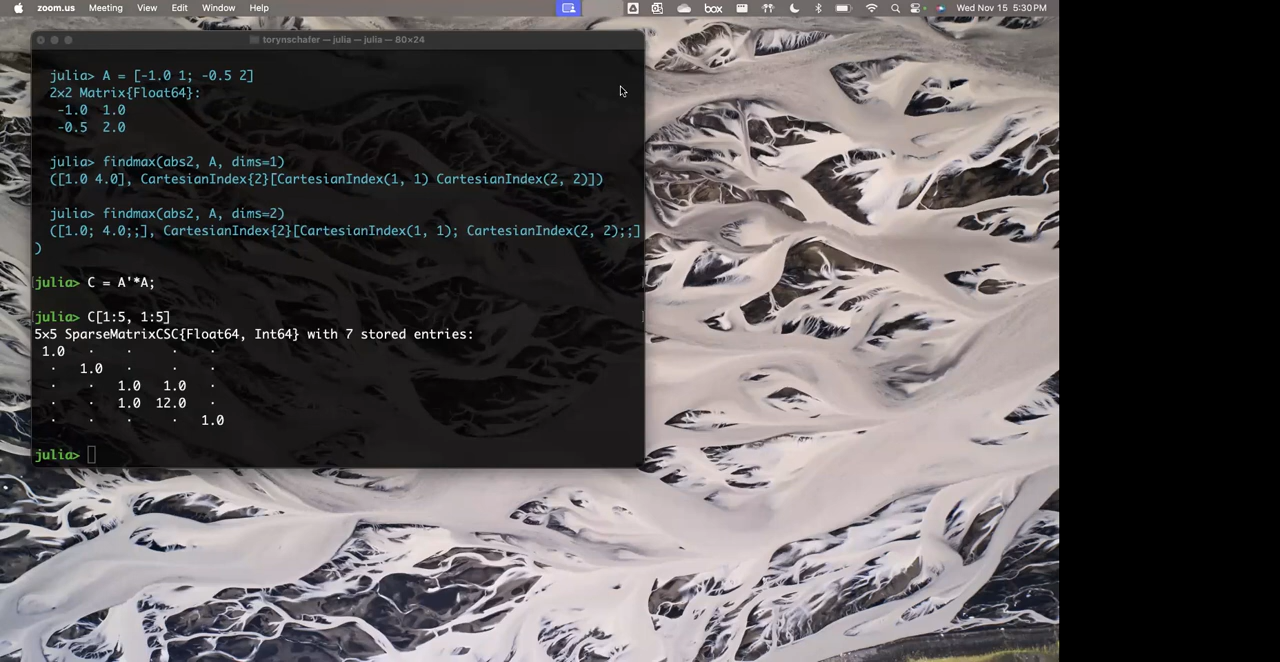 zoom.us Meeting View Edit Window Help box Wed Nov 15 5:30 PM
torynschafer — julia — julia — 80×24
julia> A = [-1.0 1; -0.5 2]
2×2 Matrix{Float64}:
-1.0 1.0
-0.5 2.0
julia> findmax(abs2, A, dims=1)
([1.0 4.0], CartesianIndex{2}[CartesianIndex(1, 1) CartesianIndex(2, 2)])
julia> findmax(abs2, A, dims=2)
([1.0; 4.0;;], CartesianIndex{2}[CartesianIndex(1, 1); CartesianIndex(2, 2);;]
)
julia> C = A'*A;
julia> C[1:5, 1:5]
5×5 SparseMatrixCSC{Float64, Int64} with 7 stored entries:
1.0 · · · ·
· 1.0 · · ·
· · 1.0 1.0 ·
· · 1.0 12.0 ·
· · · · 1.0
julia>